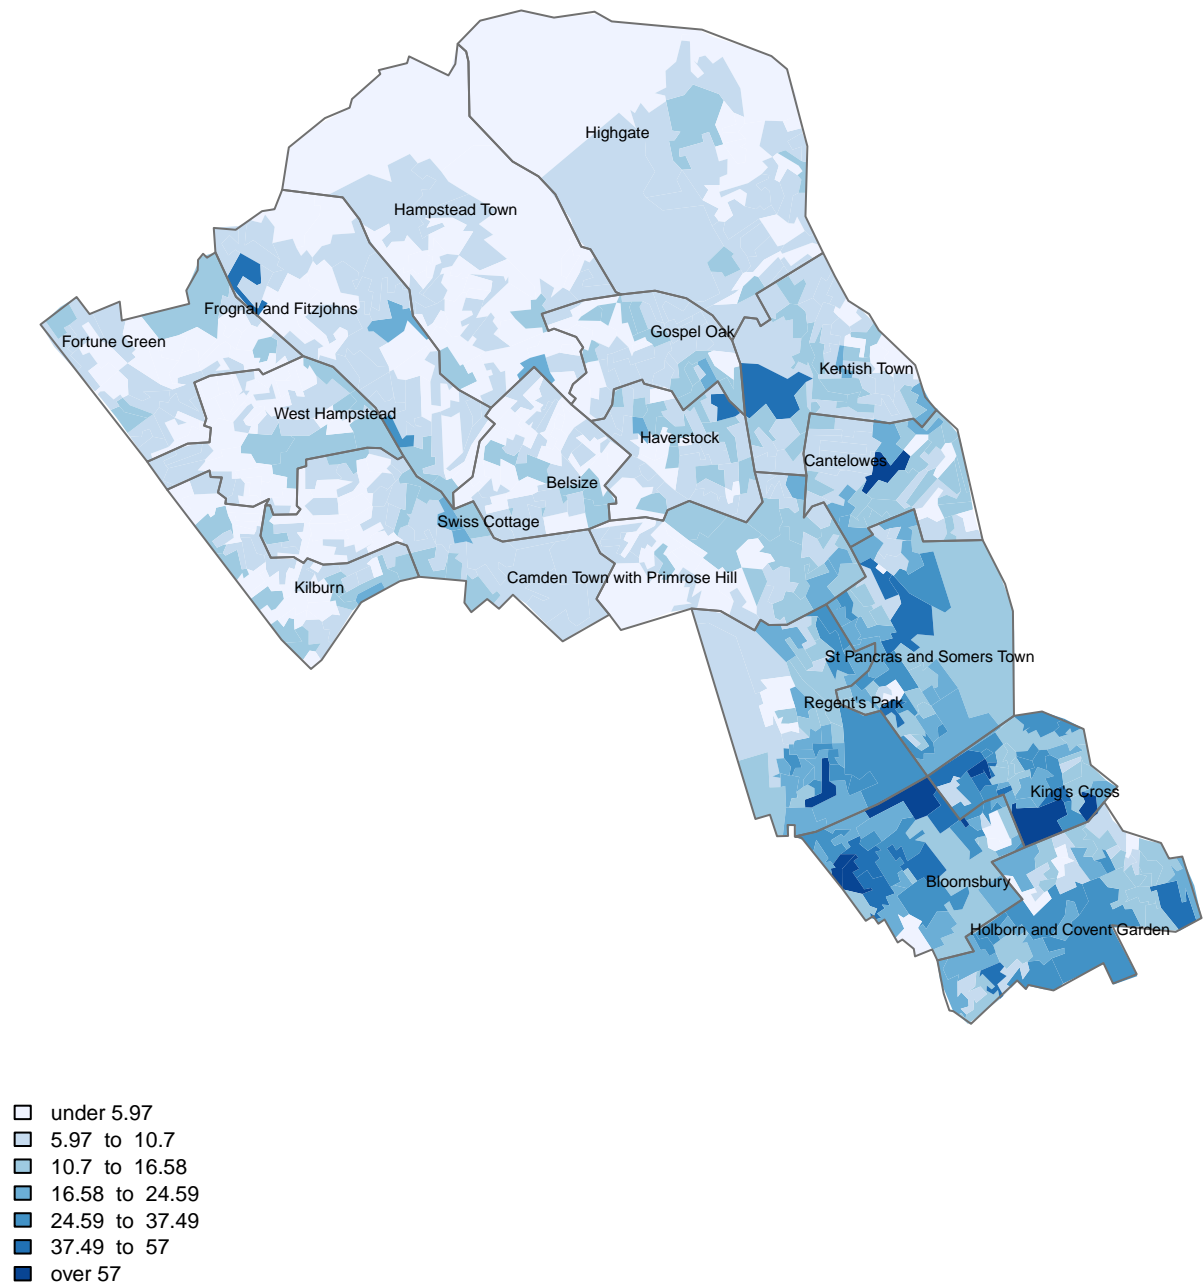 Highgate
Hampstead Town
Frognal and Fitzjohns
Gospel Oak
Fortune Green
Kentish Town
West Hampstead
Haverstock
Cantelowes
Belsize
Swiss Cottage
Camden Town with Primrose Hill
Kilburn
St Pancras and Somers Town
Regent's Park
King's Cross
Bloomsbury
Holborn and Covent Garden
under 5.97
5.97 to 10.7
10.7 to 16.58
16.58 to 24.59
24.59 to 37.49
37.49 to 57
over 57